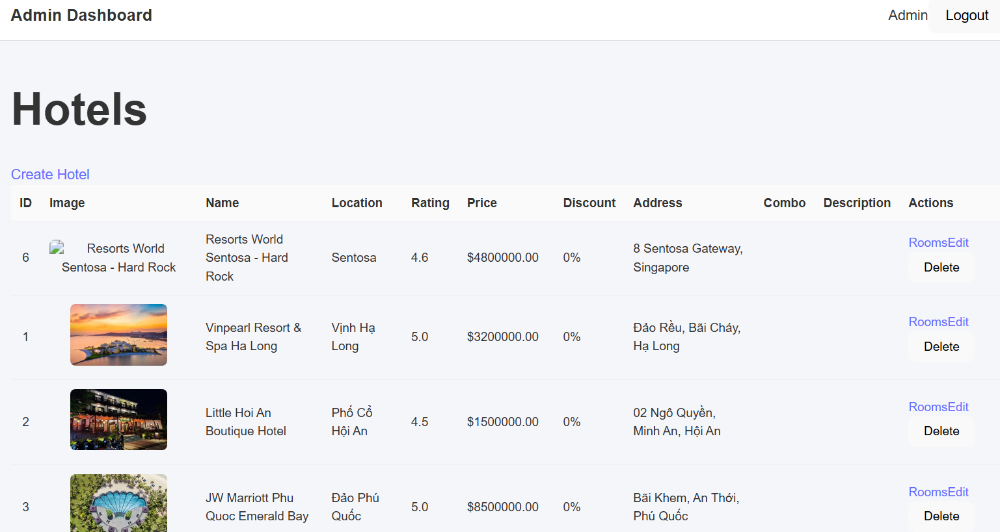 Admin Dashboard
Admin Logout
Hotels
Create Hotel
ID Image Name Location Rating Price Discount Address Combo Description Actions
6
Resorts World
Sentosa - Hard Rock
Resorts World
Sentosa - Hard
Rock
Sentosa
4.6
$4800000.00
0%
8 Sentosa Gateway,
Singapore
RoomsEdit
Delete
1
Vinpearl Resort &
Spa Ha Long
Vịnh Hạ
Long
5.0
$3200000.00
0%
Đảo Rều, Bãi Cháy,
Hạ Long
RoomsEdit
Delete
2
Little Hoi An
Boutique Hotel
Phố Cổ
Hội An
4.5
$1500000.00
0%
02 Ngô Quyền,
Minh An, Hội An
RoomsEdit
Delete
3
JW Marriott Phu
Quoc Emerald Bay
Đảo Phú
Quốc
5.0
$8500000.00
0%
Bãi Khem, An Thới,
Phú Quốc
RoomsEdit
Delete